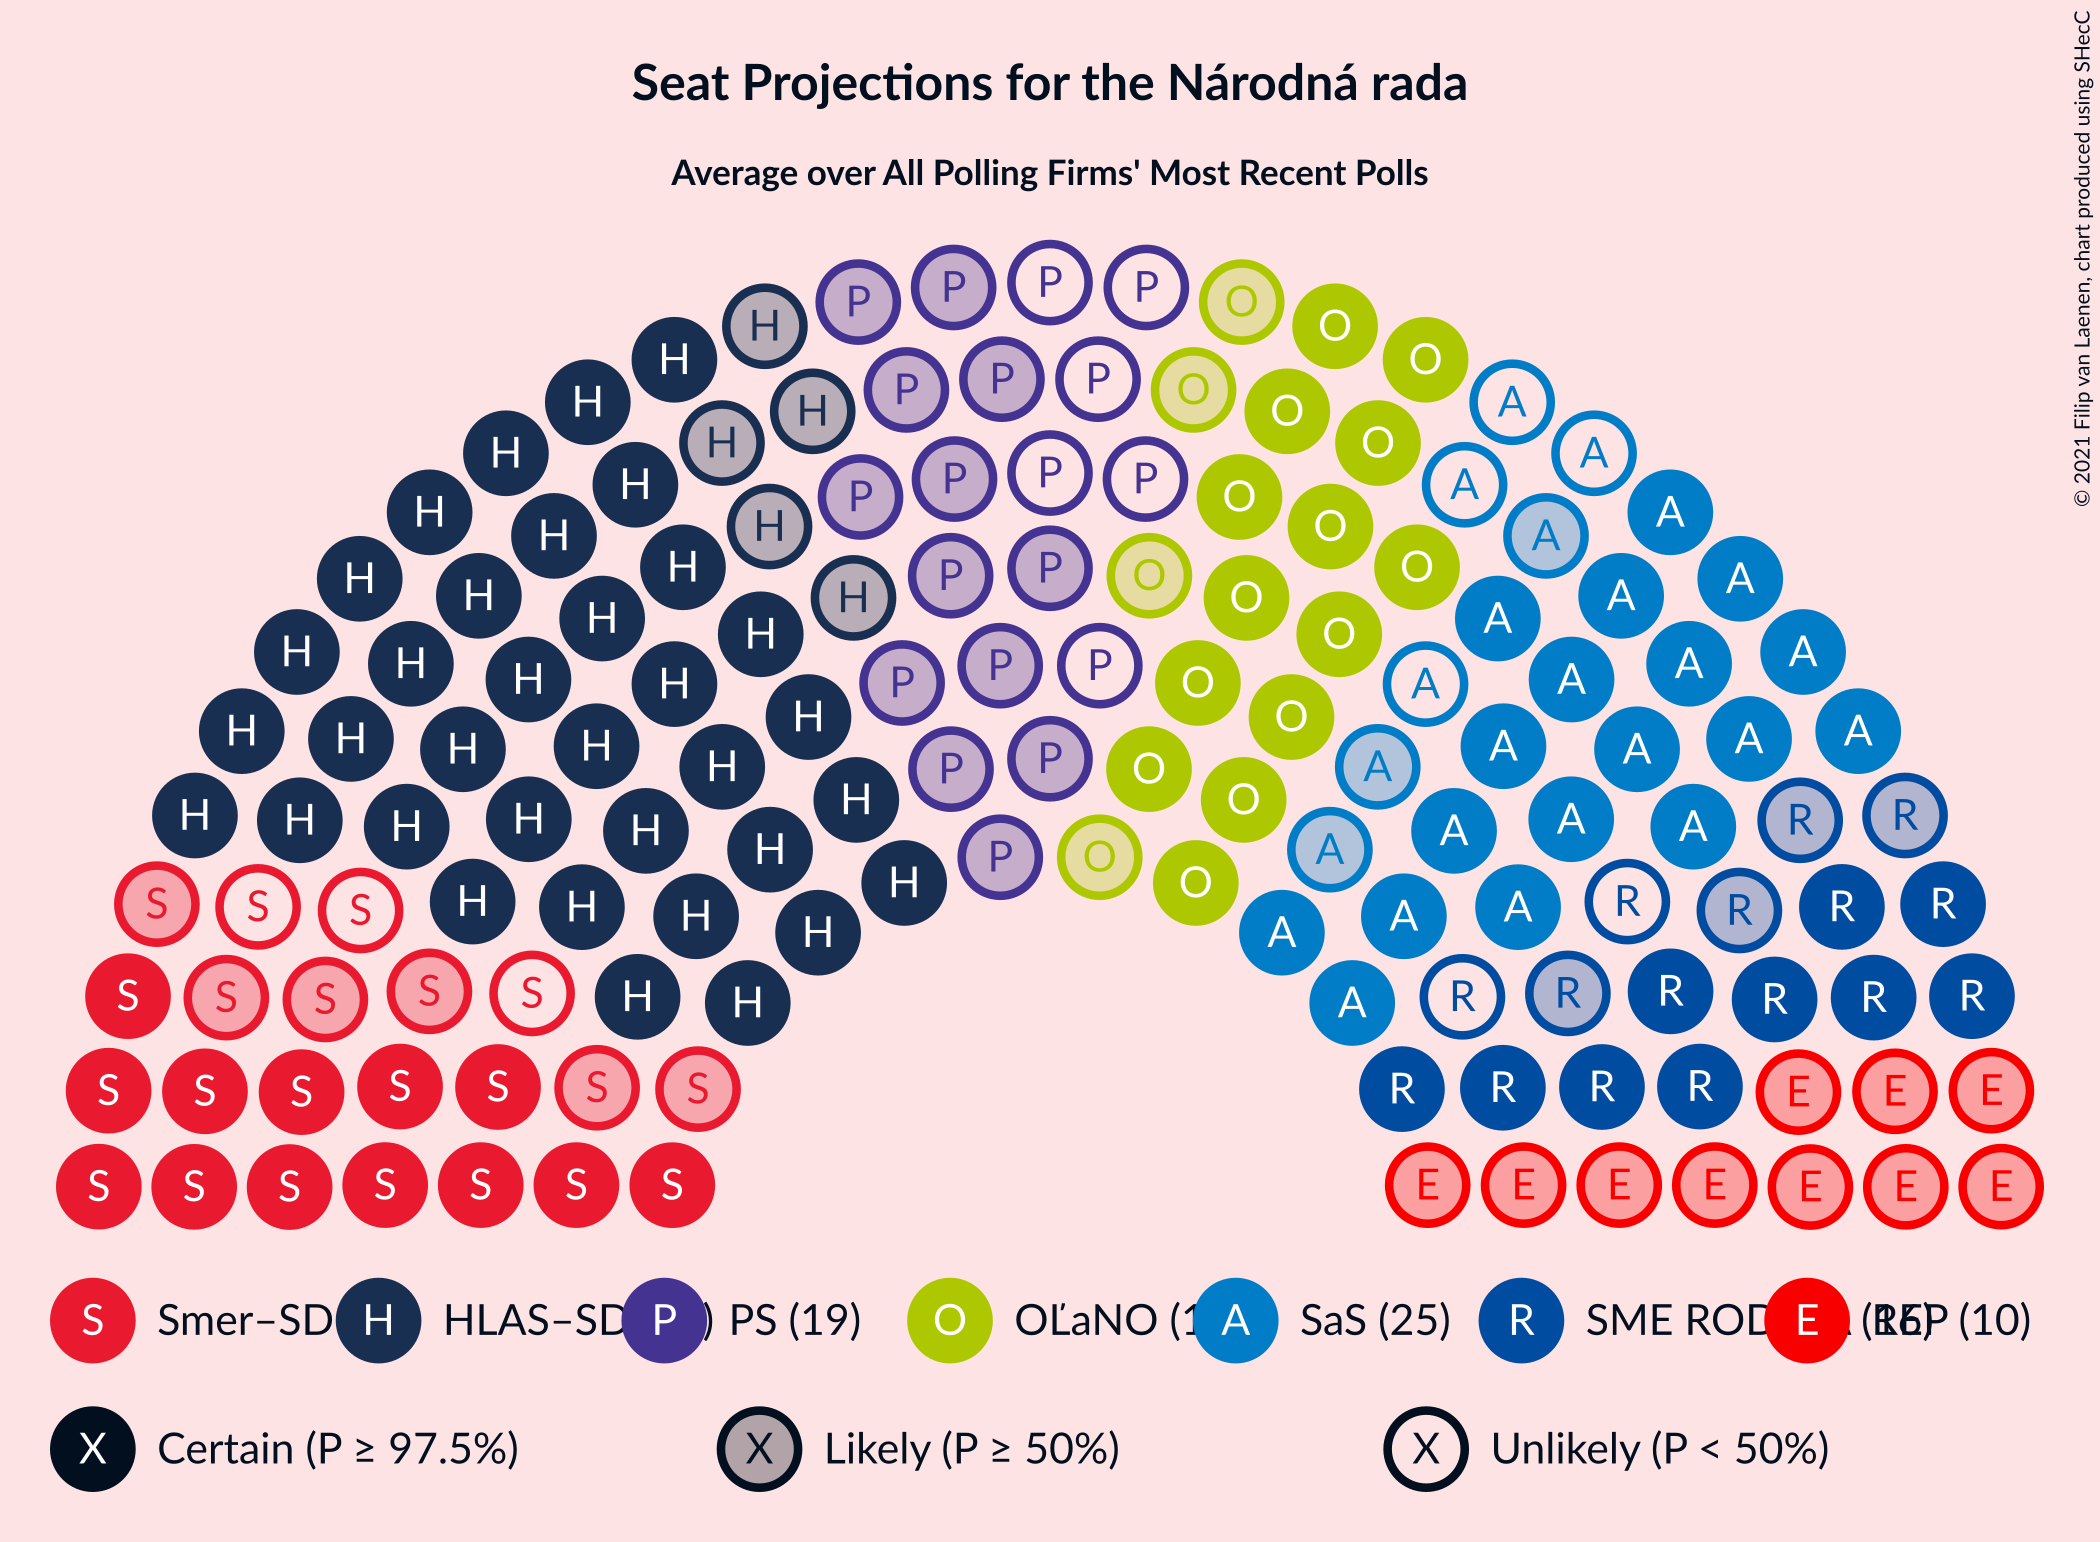 Seat Projections for the Národná rada
Average over All Polling Firms' Most Recent Polls
© 2021 Filip van Laenen, chart produced using SHecC
P P P P
H O O
H O
H P P P O O A
H H O O A
H P P P P A
H H O A
H H O O A
H H P P O O A
H H O A
H H A A
H P P P O A
H H O A
H H O A
H H A A
H P P O A
H H O A
H H H A A R R
H H A A
H H P O A
S S S H H H H O A A R R R R
H H A A
S S S S S H H A R R R R R R
S S S S S S S R R R R E E E
S S S S S S S E E E E E E E
S Smer–SD H HLAS–SD P ) PS (19) O OĽaNO (1 A SaS (25) R SME ROD E REP (10)
X Certain (P ≥ 97.5%) X Likely (P ≥ 50%) X Unlikely (P < 50%)